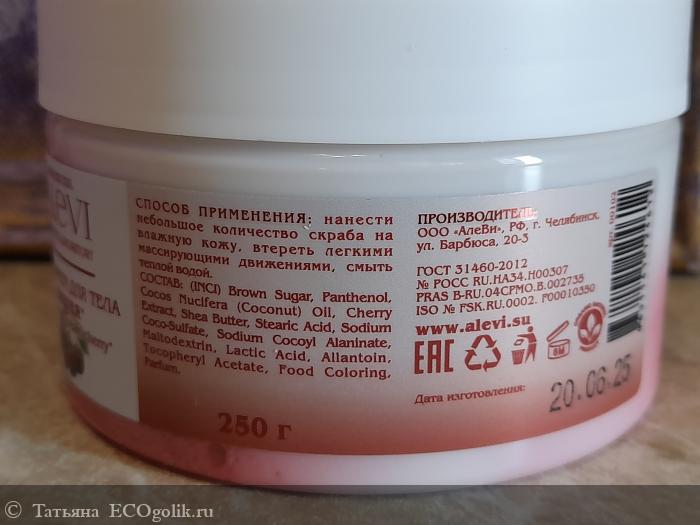 СПОСОБ ПРИМЕНЕНИЯ: нанести
небольшое количество скраба на
влажную кожу, втереть легкими
массирующими движениями, смыть
теплой водой.
СОСТАВ: (INCI) Brown Sugar, Panthenol,
Cocos Nucifera (Coconut) Oil, Cherry
Extract, Shea Butter, Stearic Acid, Sodium
Coco-Sulfate, Sodium Cocoyl Alaninate,
Maltodextrin, Lactic Acid, Allantoin,
Tocopheryl Acetate, Food Coloring,
Parfum.
250 г
ПРОИЗВОДИТЕЛЬ:
ООО «АлеВи», РФ, г. Челябинск,
ул. Барбюса, 20-3
ГОСТ 31460-2012
№ РОСС RU.НА34.Н00307
PRAS B-RU.04СРМО.В.002735
ISO № FSK.RU.0002. F00010350
www.alevi.su
EAC
6М
Дата изготовления:
20.06.25
ДЛЯ ТЕЛА
© Татьяна ECOgolik.ru